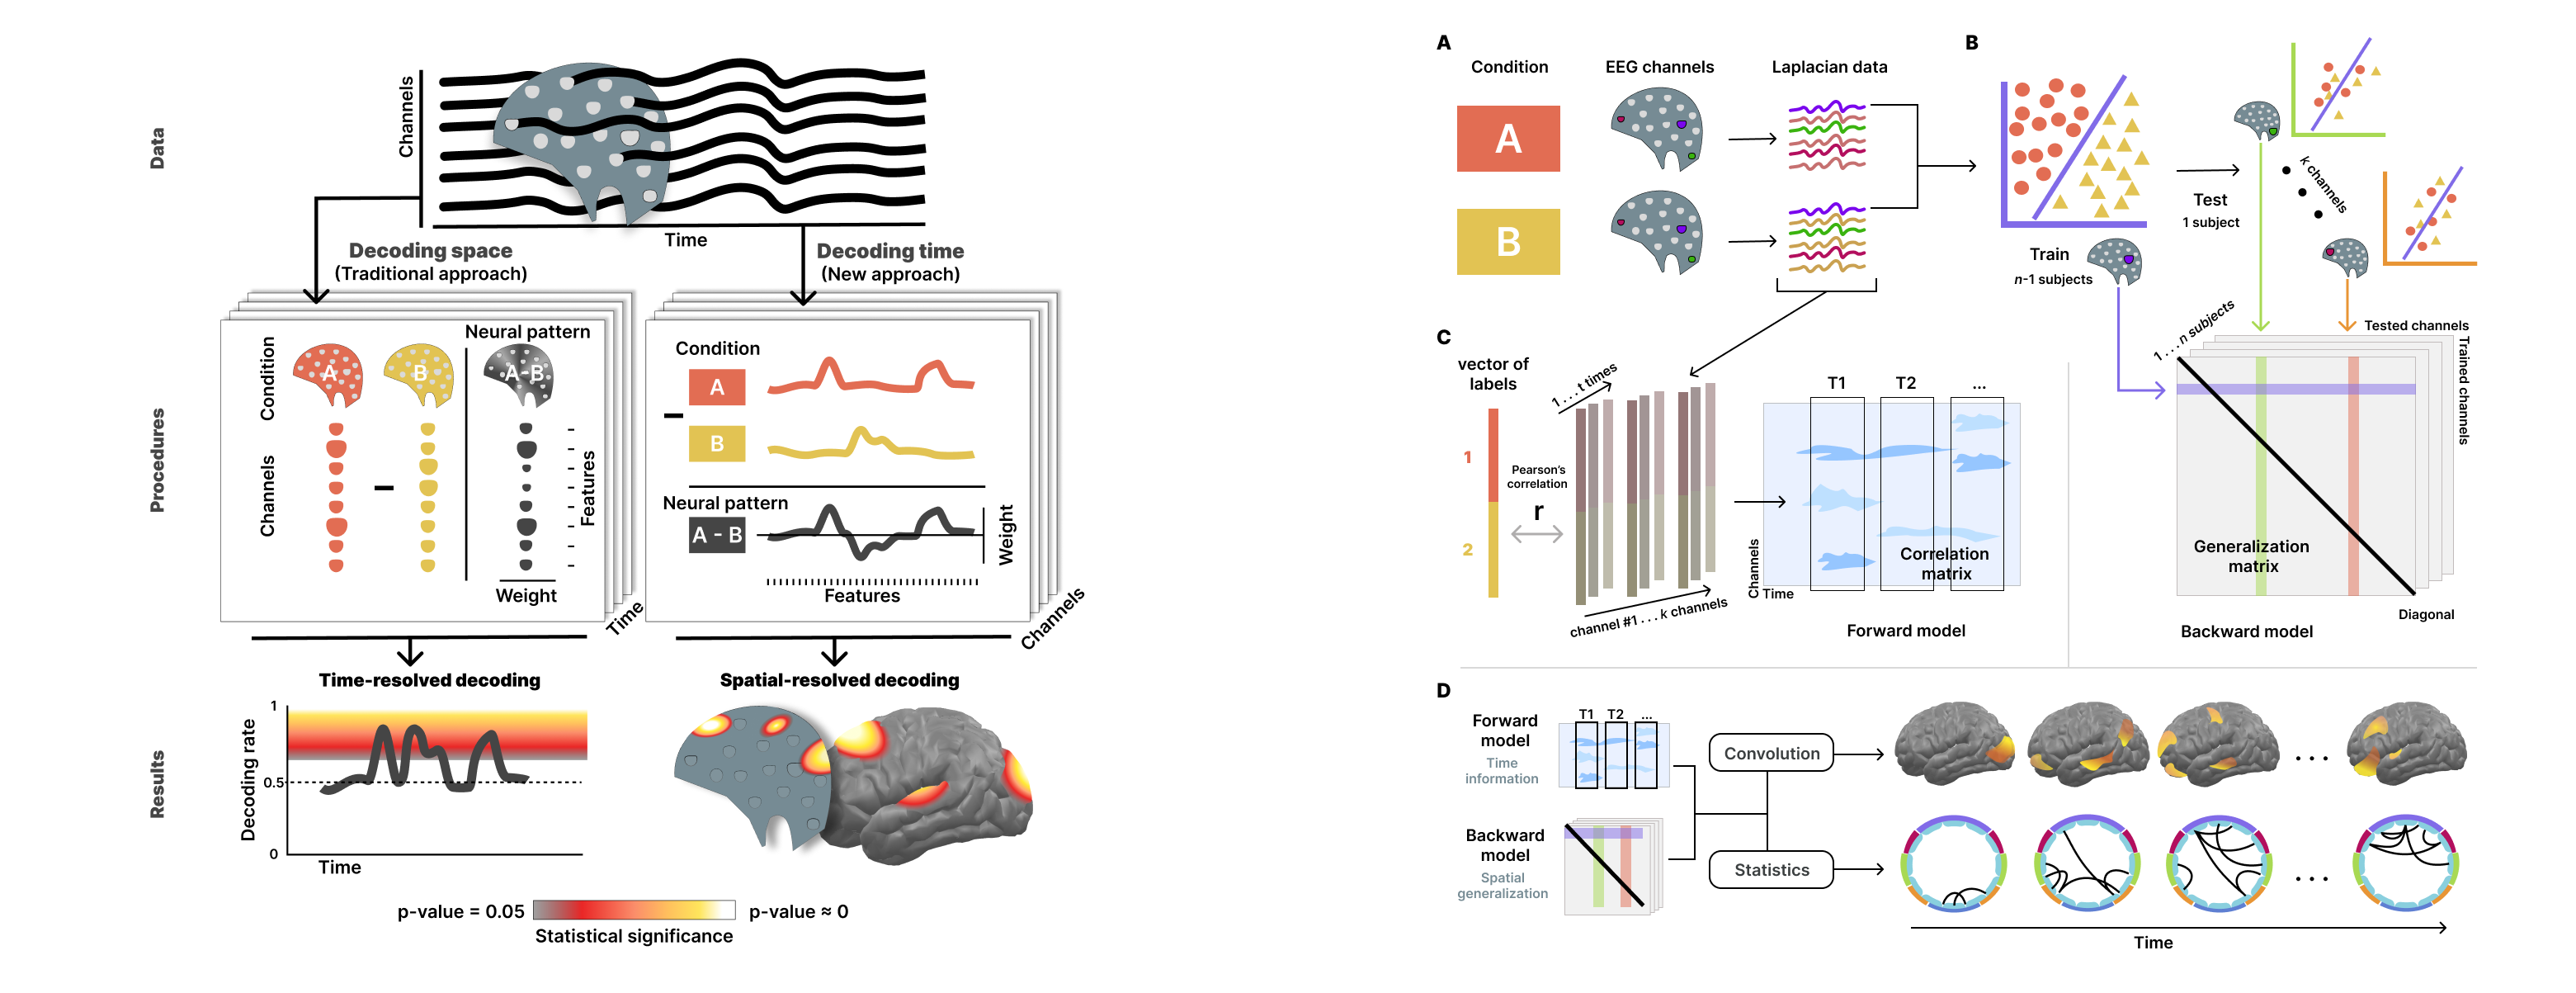 Data
Channels
Time
Decoding space
(Traditional approach)
Decoding time
(New approach)
Procedures
Condition
Channels
A
B
Neural pattern
A-B
Features
Weight
Time
Condition
A
B
Neural pattern
A - B
Weight
Features
Channels
Results
Time-resolved decoding
Decoding rate
1
0.5
0
Time
Spatial-resolved decoding
p-value = 0.05
p-value ≈ 0
Statistical significance
A
Condition
EEG channels
Laplacian data
A
B
B
Train
n-1 subjects
Test
1 subject
k channels
1 . . . n subjects
Tested channels
Trained channels
Generalization
matrix
Diagonal
Backward model
C
vector of
labels
1
2
Pearson's
correlation
r
1 . . . t times
channel #1 . . . k channels
T1
T2
...
Channels
Time
Correlation
matrix
Forward model
D
Forward
model
Time
information
T1
T2
...
Backward
model
Spatial
generalization
Convolution
Statistics
. . .
. . .
Time